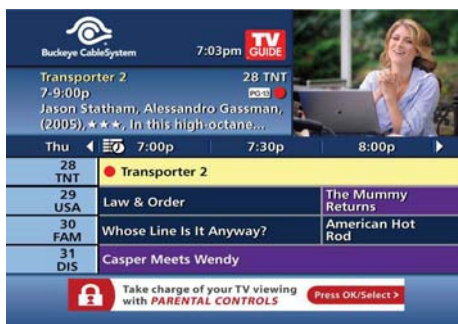 Buckeye CableSystem
7:03pm
TV GUIDE
Transporter 2 28 TNT
7-9:00p PG-13
Jason Statham, Alessandro Gassman,
(2005),★★★, In this high-octane...
Thu 7:00p 7:30p 8:00p
28 TNT Transporter 2
29 USA Law & Order The Mummy Returns
30 FAM Whose Line Is It Anyway? American Hot Rod
31 DIS Casper Meets Wendy
Take charge of your TV viewing
with PARENTAL CONTROLS
Press OK/Select >